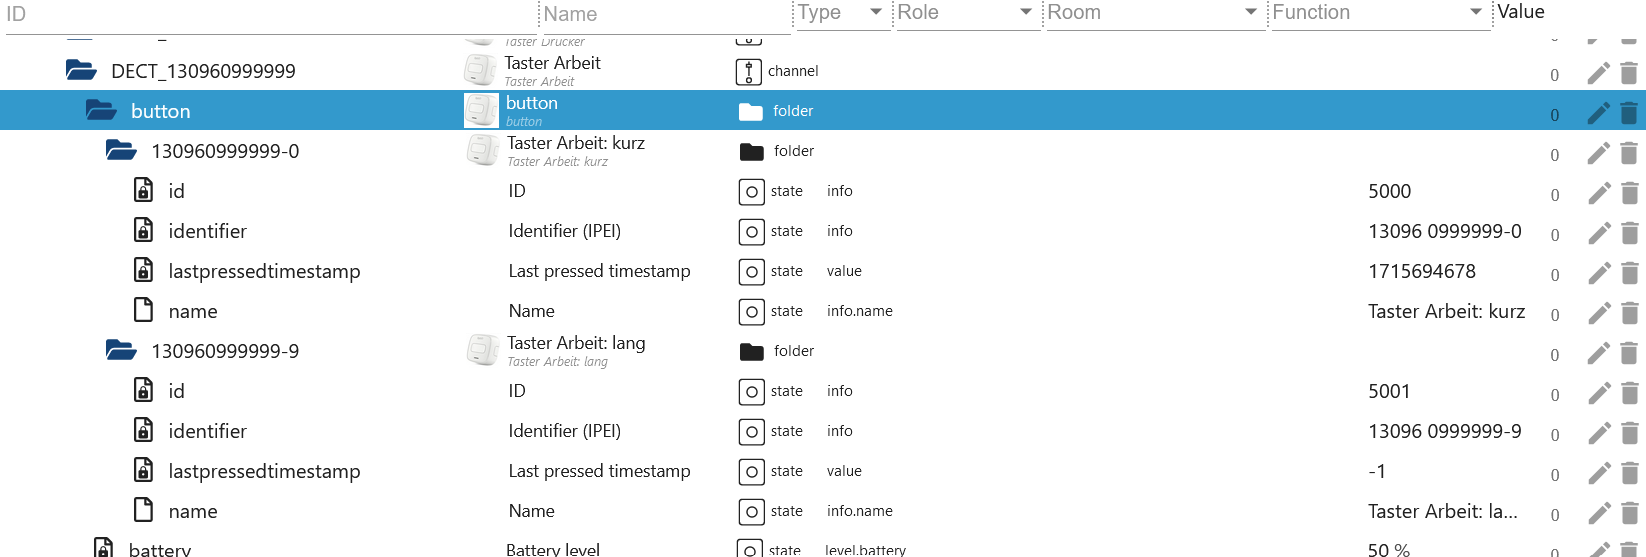 ID Name Type Role Room Function Value
Taster Drucker
DECT_130960999999 Taster Arbeit channel 0
Taster Arbeit
button button folder 0
button
130960999999-0 Taster Arbeit: kurz folder 0
Taster Arbeit: kurz
id ID state info 5000 0
identifier Identifier (IPEI) state info 13096 0999999-0 0
lastpressedtimestamp Last pressed timestamp state value 1715694678 0
name Name state info.name Taster Arbeit: kurz 0
130960999999-9 Taster Arbeit: lang folder 0
Taster Arbeit: lang
id ID state info 5001 0
identifier Identifier (IPEI) state info 13096 0999999-9 0
lastpressedtimestamp Last pressed timestamp state value -1 0
name Name state info.name Taster Arbeit: la... 0
battery Battery level state level.battery 50 % 0